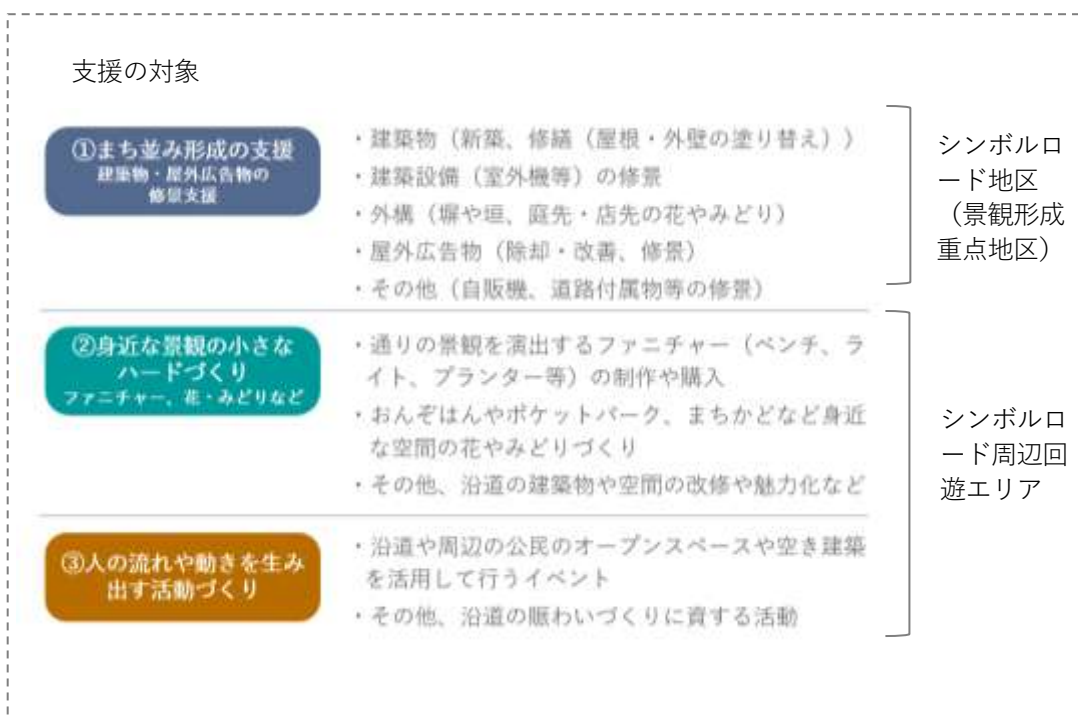 支援の対象
①まち並み形成の支援
建築物・屋外広告物の
修景支援
・建築物（新築、修繕（屋根・外壁の塗り替え））
・建築設備（室外機等）の修景
・外構（塀や垣、庭先・店先の花やみどり）
・屋外広告物（除却・改善、修景）
・その他（自販機、道路付属物等の修景）
シンボルロ
ード地区
（景観形成
重点地区）
②身近な景観の小さな
ハードづくり
ファニチャー、花・みどりなど
・通りの景観を演出するファニチャー（ベンチ、ラ
イト、プランター等）の制作や購入
・おんぞはんやポケットパーク、まちかどなど身近
な空間の花やみどりづくり
・その他、沿道の建築物や空間の改修や魅力化など
③人の流れや動きを生み
出す活動づくり
・沿道や周辺の公民のオープンスペースや空き建築
を活用して行うイベント
・その他、沿道の賑わいづくりに資する活動
シンボルロ
ード周辺回
遊エリア